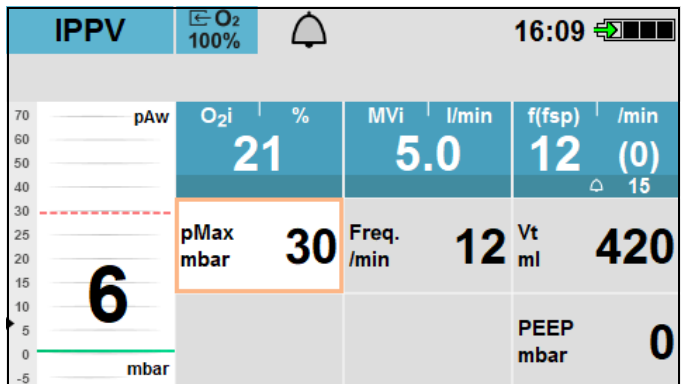 IPPV
O₂
100%
16:09
70
60
50
40
30
25
20
15
10
5
0
-5
pAw
6
mbar
O₂i %
21
MVi l/min
5.0
f(fsp) /min
12 (0)
15
pMax
mbar
30
Freq.
/min
12
Vt
ml
420
PEEP
mbar
0